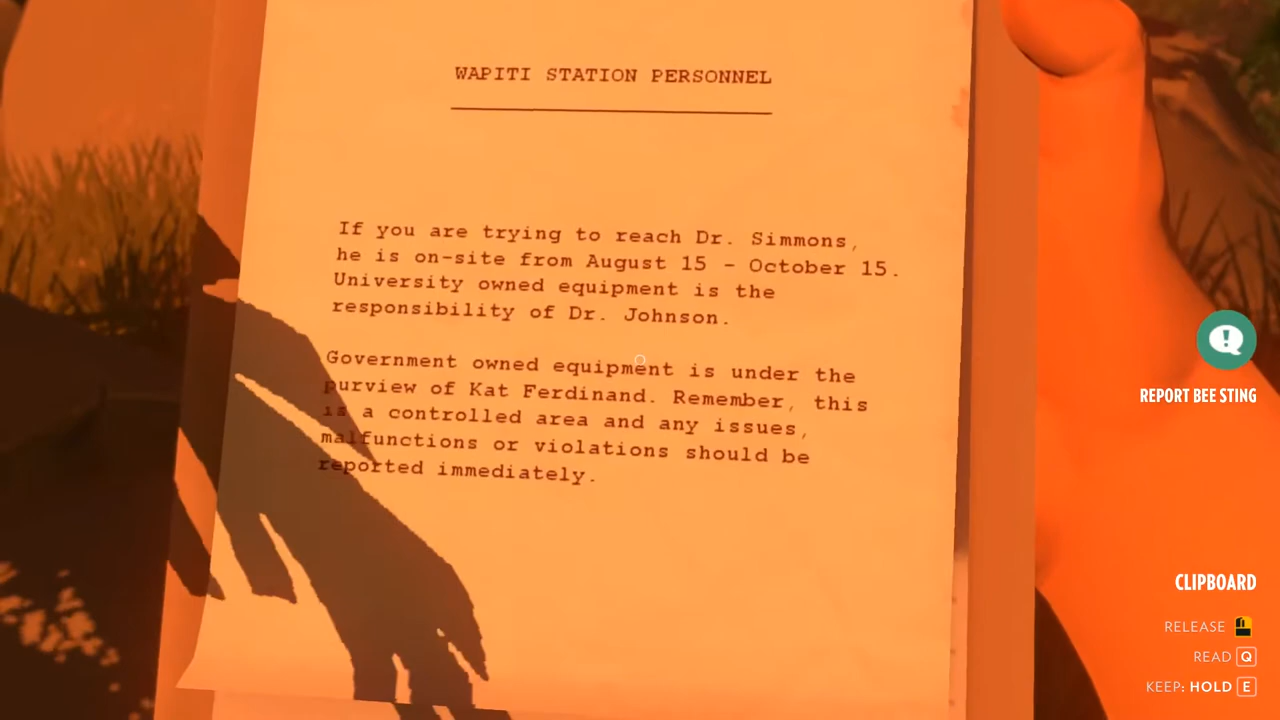 WAPITI STATION PERSONNEL
If you are trying to reach Dr. Simmons,
he is on-site from August 15 - October 15.
University owned equipment is the
responsibility of Dr. Johnson.
Government owned equipment is under the
purview of Kat Ferdinand. Remember, this
is a controlled area and any issues,
malfunctions or violations should be
reported immediately.
REPORT BEE STING
CLIPBOARD
RELEASE
READ Q
KEEP: HOLD E